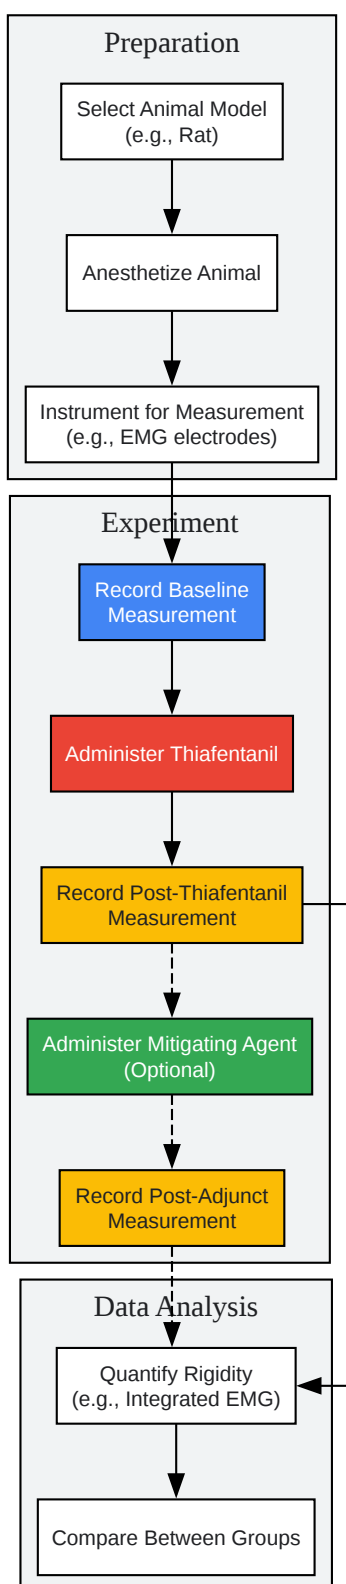 Preparation
Select Animal Model
(e.g., Rat)
Anesthetize Animal
Instrument for Measurement
(e.g., EMG electrodes)
Experiment
Record Baseline
Measurement
Administer Thiafentanil
Record Post-Thiafentanil
Measurement
Administer Mitigating Agent
(Optional)
Record Post-Adjunct
Measurement
Data Analysis
Quantify Rigidity
(e.g., Integrated EMG)
Compare Between Groups